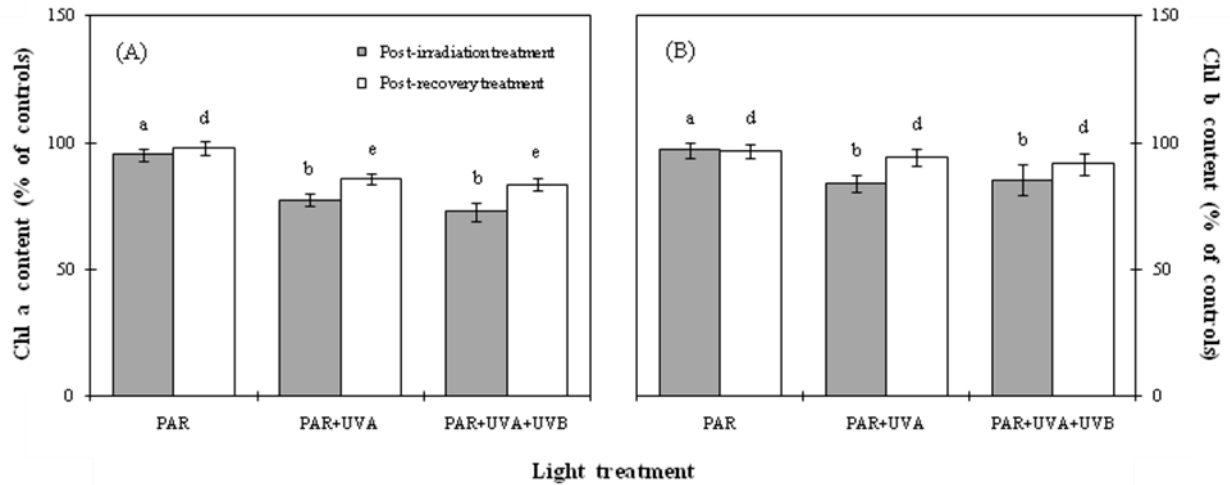 150
100
50
0
Chl a content (% of controls)
(A)
Post-irradiation treatment
Post-recovery treatment
a
d
b
e
b
e
PAR
PAR+UVA
PAR+UVA+UVB
(B)
a
d
b
d
b
d
PAR
PAR+UVA
PAR+UVA+UVB
150
100
50
0
Chl b content (% of controls)
Light treatment